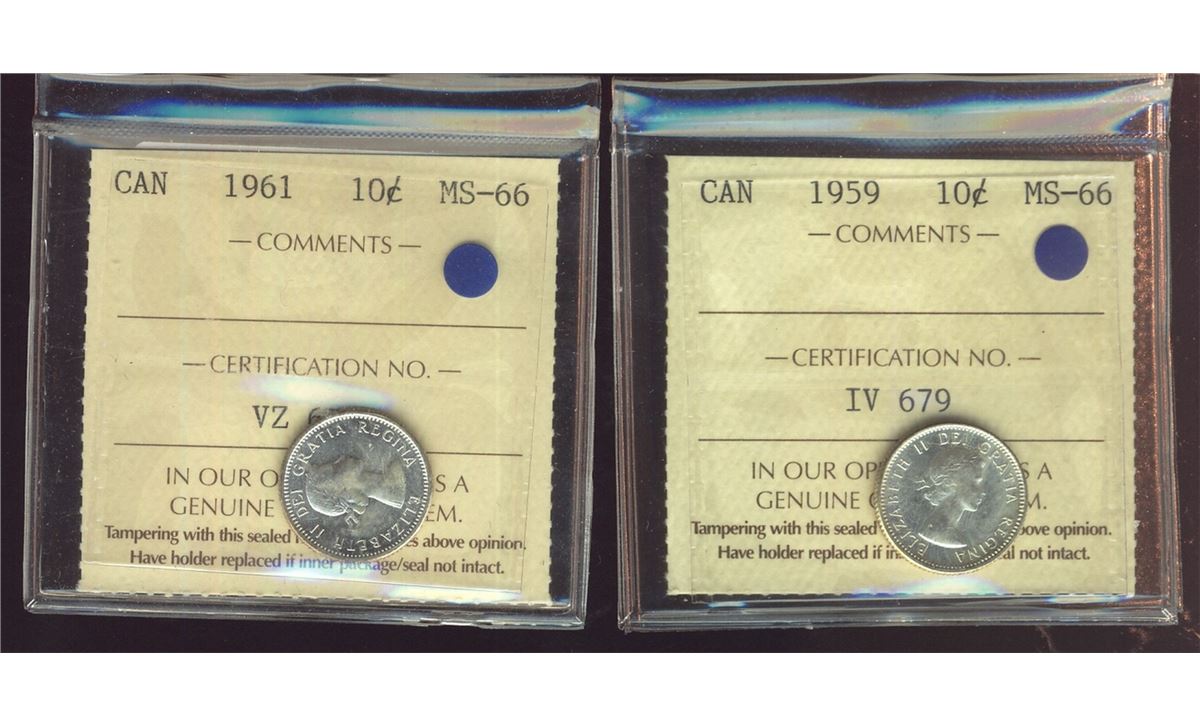 CAN 1961 10¢ MS-66
— COMMENTS —
— CERTIFICATION NO. —
VZ
IN OUR S A
GENUINE EM.
Tampering with this sealed above opinion.
Have holder replaced if inner package/seal not intact.
ELIZABETH II DEI GRATIA REGINA
CAN 1959 10¢ MS-66
— COMMENTS —
— CERTIFICATION NO. —
IV 679
IN OUR S A
GENUINE EM.
Tampering with this sealed above opinion.
Have holder replaced if seal not intact.
ELIZABETH II DEI GRATIA REGINA